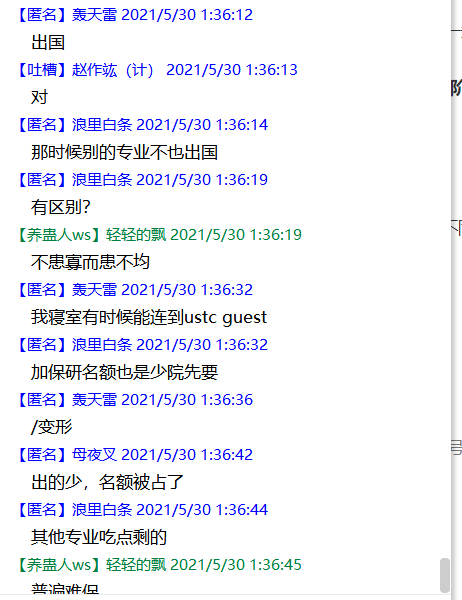 【匿名】轰天雷 2021/5/30 1:36:12
出国
【吐槽】赵作竑（计） 2021/5/30 1:36:13
对
【匿名】浪里白条 2021/5/30 1:36:14
那时候别的专业不也出国
【匿名】浪里白条 2021/5/30 1:36:19
有区别？
【养蛊人ws】轻轻的飘 2021/5/30 1:36:19
不患寡而患不均
【匿名】轰天雷 2021/5/30 1:36:32
我寝室有时候能连到ustc guest
【匿名】浪里白条 2021/5/30 1:36:32
加保研名额也是少院先要
【匿名】轰天雷 2021/5/30 1:36:36
/变形
【匿名】母夜叉 2021/5/30 1:36:42
出的少，名额被占了
【匿名】浪里白条 2021/5/30 1:36:44
其他专业吃点剩的
【养蛊人ws】轻轻的飘 2021/5/30 1:36:45
普遍难保